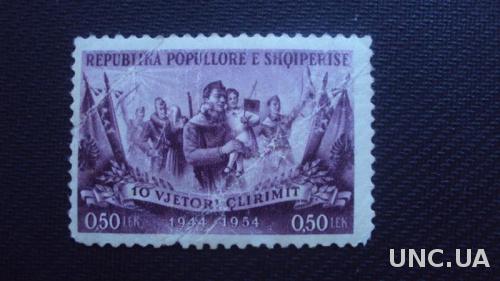 REPUBLIKA POPULLORE E SHQIPERISE
10 VJETORI ÇLIRIMIT
0,50 LEK 1944 - 1954 0,50 LEK
UNC.UA